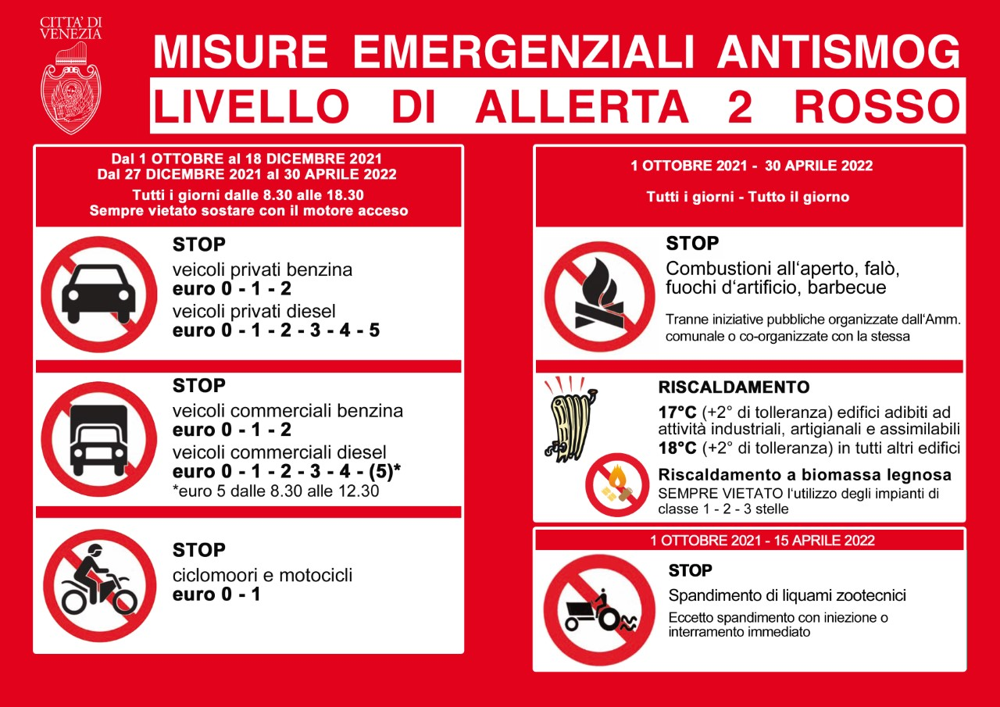 CITTA' DI
VENEZIA
MISURE EMERGENZIALI ANTISMOG
LIVELLO DI ALLERTA 2 ROSSO
Dal 1 OTTOBRE al 18 DICEMBRE 2021
Dal 27 DICEMBRE 2021 al 30 APRILE 2022
Tutti i giorni dalle 8.30 alle 18.30
Sempre vietato sostare con il motore acceso
STOP
veicoli privati benzina
euro 0 - 1 - 2
veicoli privati diesel
euro 0 - 1 - 2 - 3 - 4 - 5
STOP
veicoli commerciali benzina
euro 0 - 1 - 2
veicoli commerciali diesel
euro 0 - 1 - 2 - 3 - 4 - (5)*
*euro 5 dalle 8.30 alle 12.30
STOP
ciclomoori e motocicli
euro 0 - 1
1 OTTOBRE 2021 - 30 APRILE 2022
Tutti i giorni - Tutto il giorno
STOP
Combustioni all‘aperto, falò,
fuochi d‘artificio, barbecue
Tranne iniziative pubbliche organizzate dall‘Amm.
comunale o co-organizzate con la stessa
RISCALDAMENTO
17°C (+2° di tolleranza) edifici adibiti ad
attività industriali, artigianali e assimilabili
18°C (+2° di tolleranza) in tutti altri edifici
Riscaldamento a biomassa legnosa
SEMPRE VIETATO l‘utilizzo degli impianti di
classe 1 - 2 - 3 stelle
1 OTTOBRE 2021 - 15 APRILE 2022
STOP
Spandimento di liquami zootecnici
Eccetto spandimento con iniezione o
interramento immediato